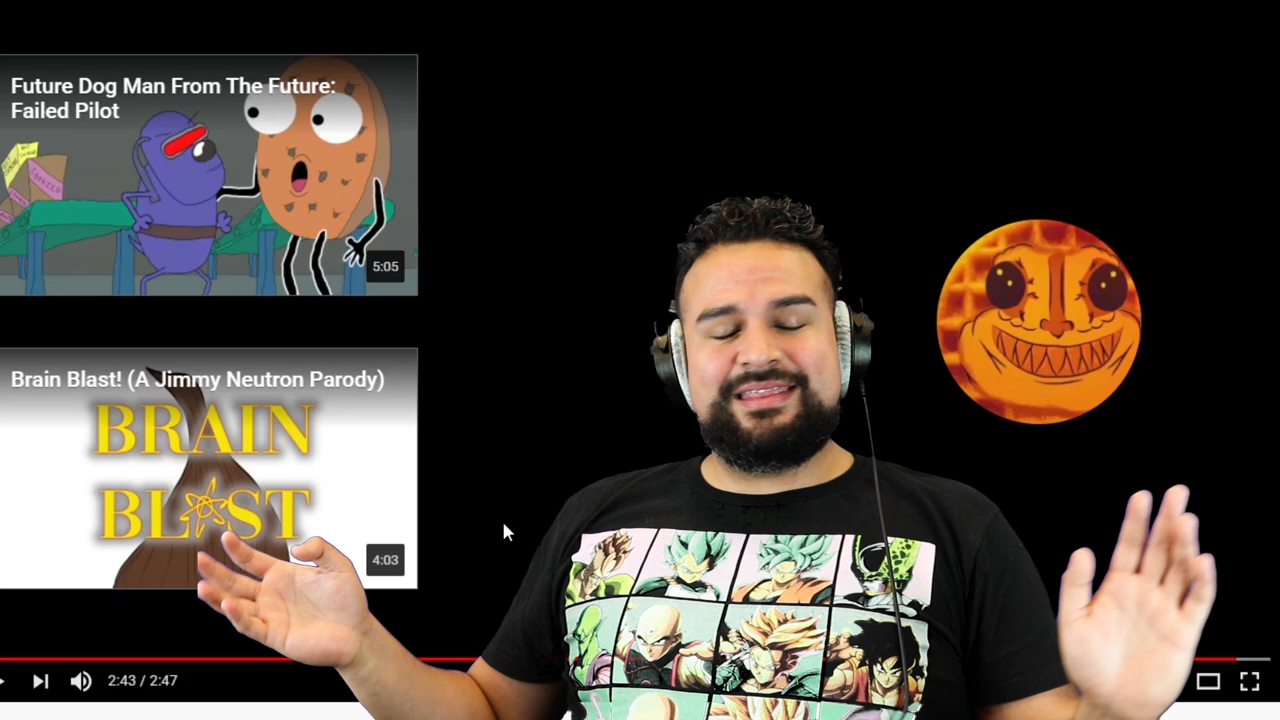 Future Dog Man From The Future:
Failed Pilot
5:05
Brain Blast! (A Jimmy Neutron Parody)
BRAIN
BLAST
4:03
2:43 / 2:47